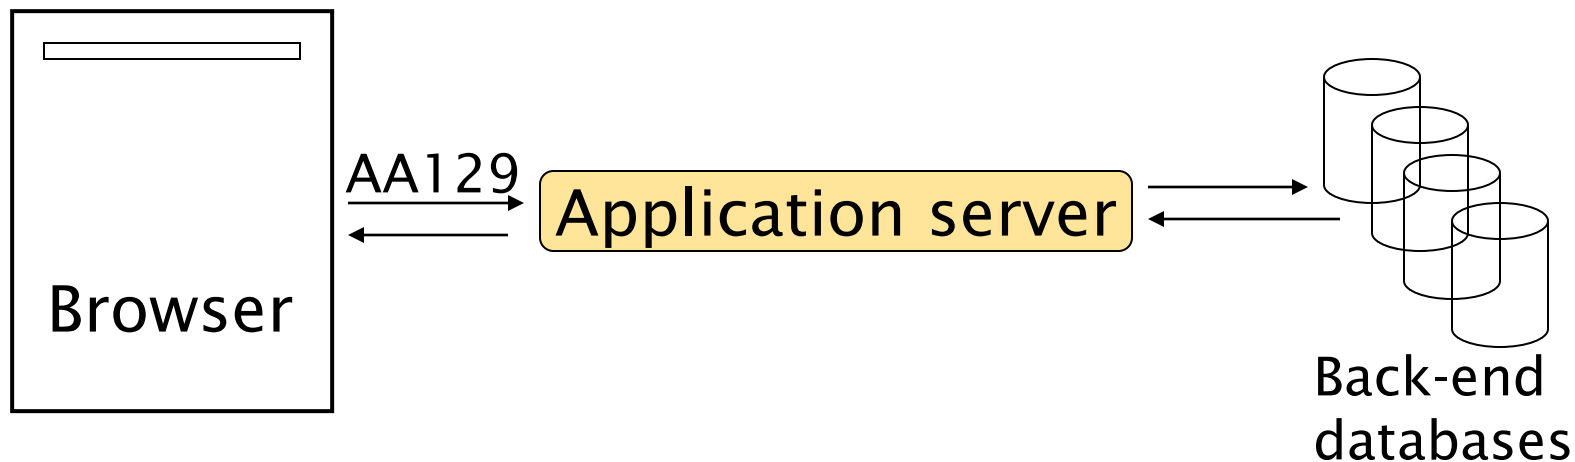 AA129
Application server
Browser
Back-end
databases